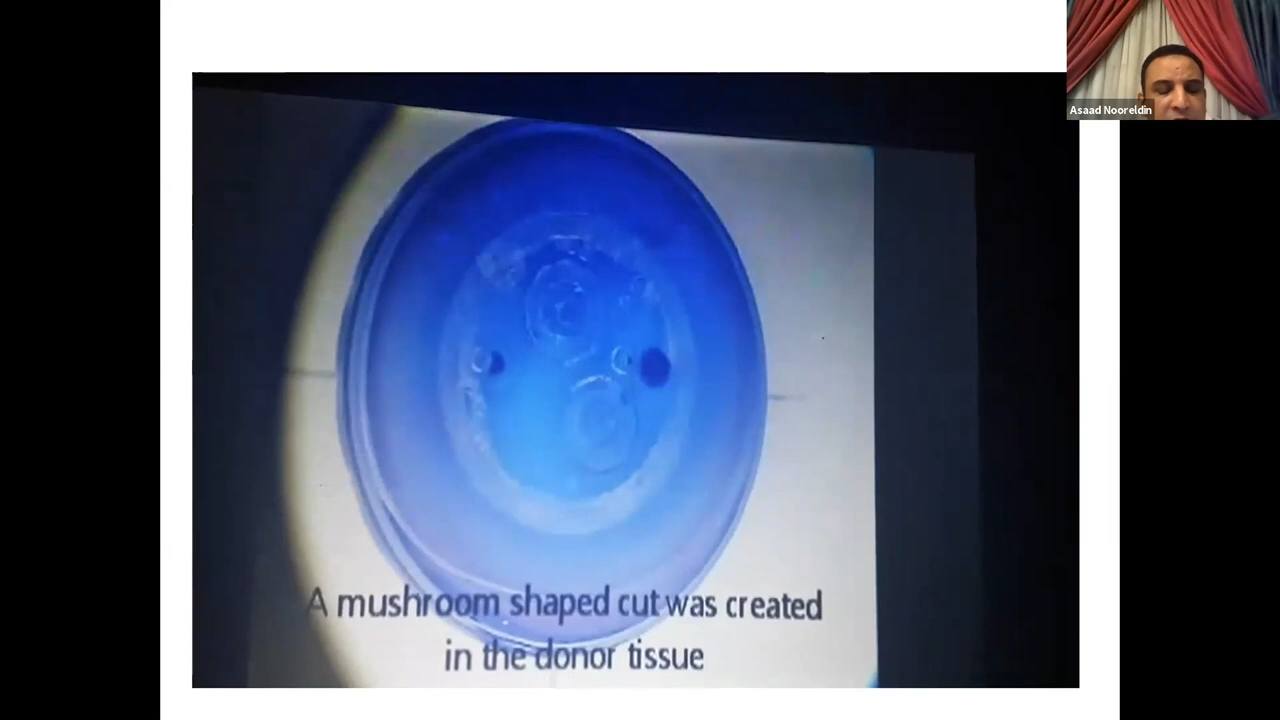 Asaad Nooreldin
A mushroom shaped cut was created
in the donor tissue